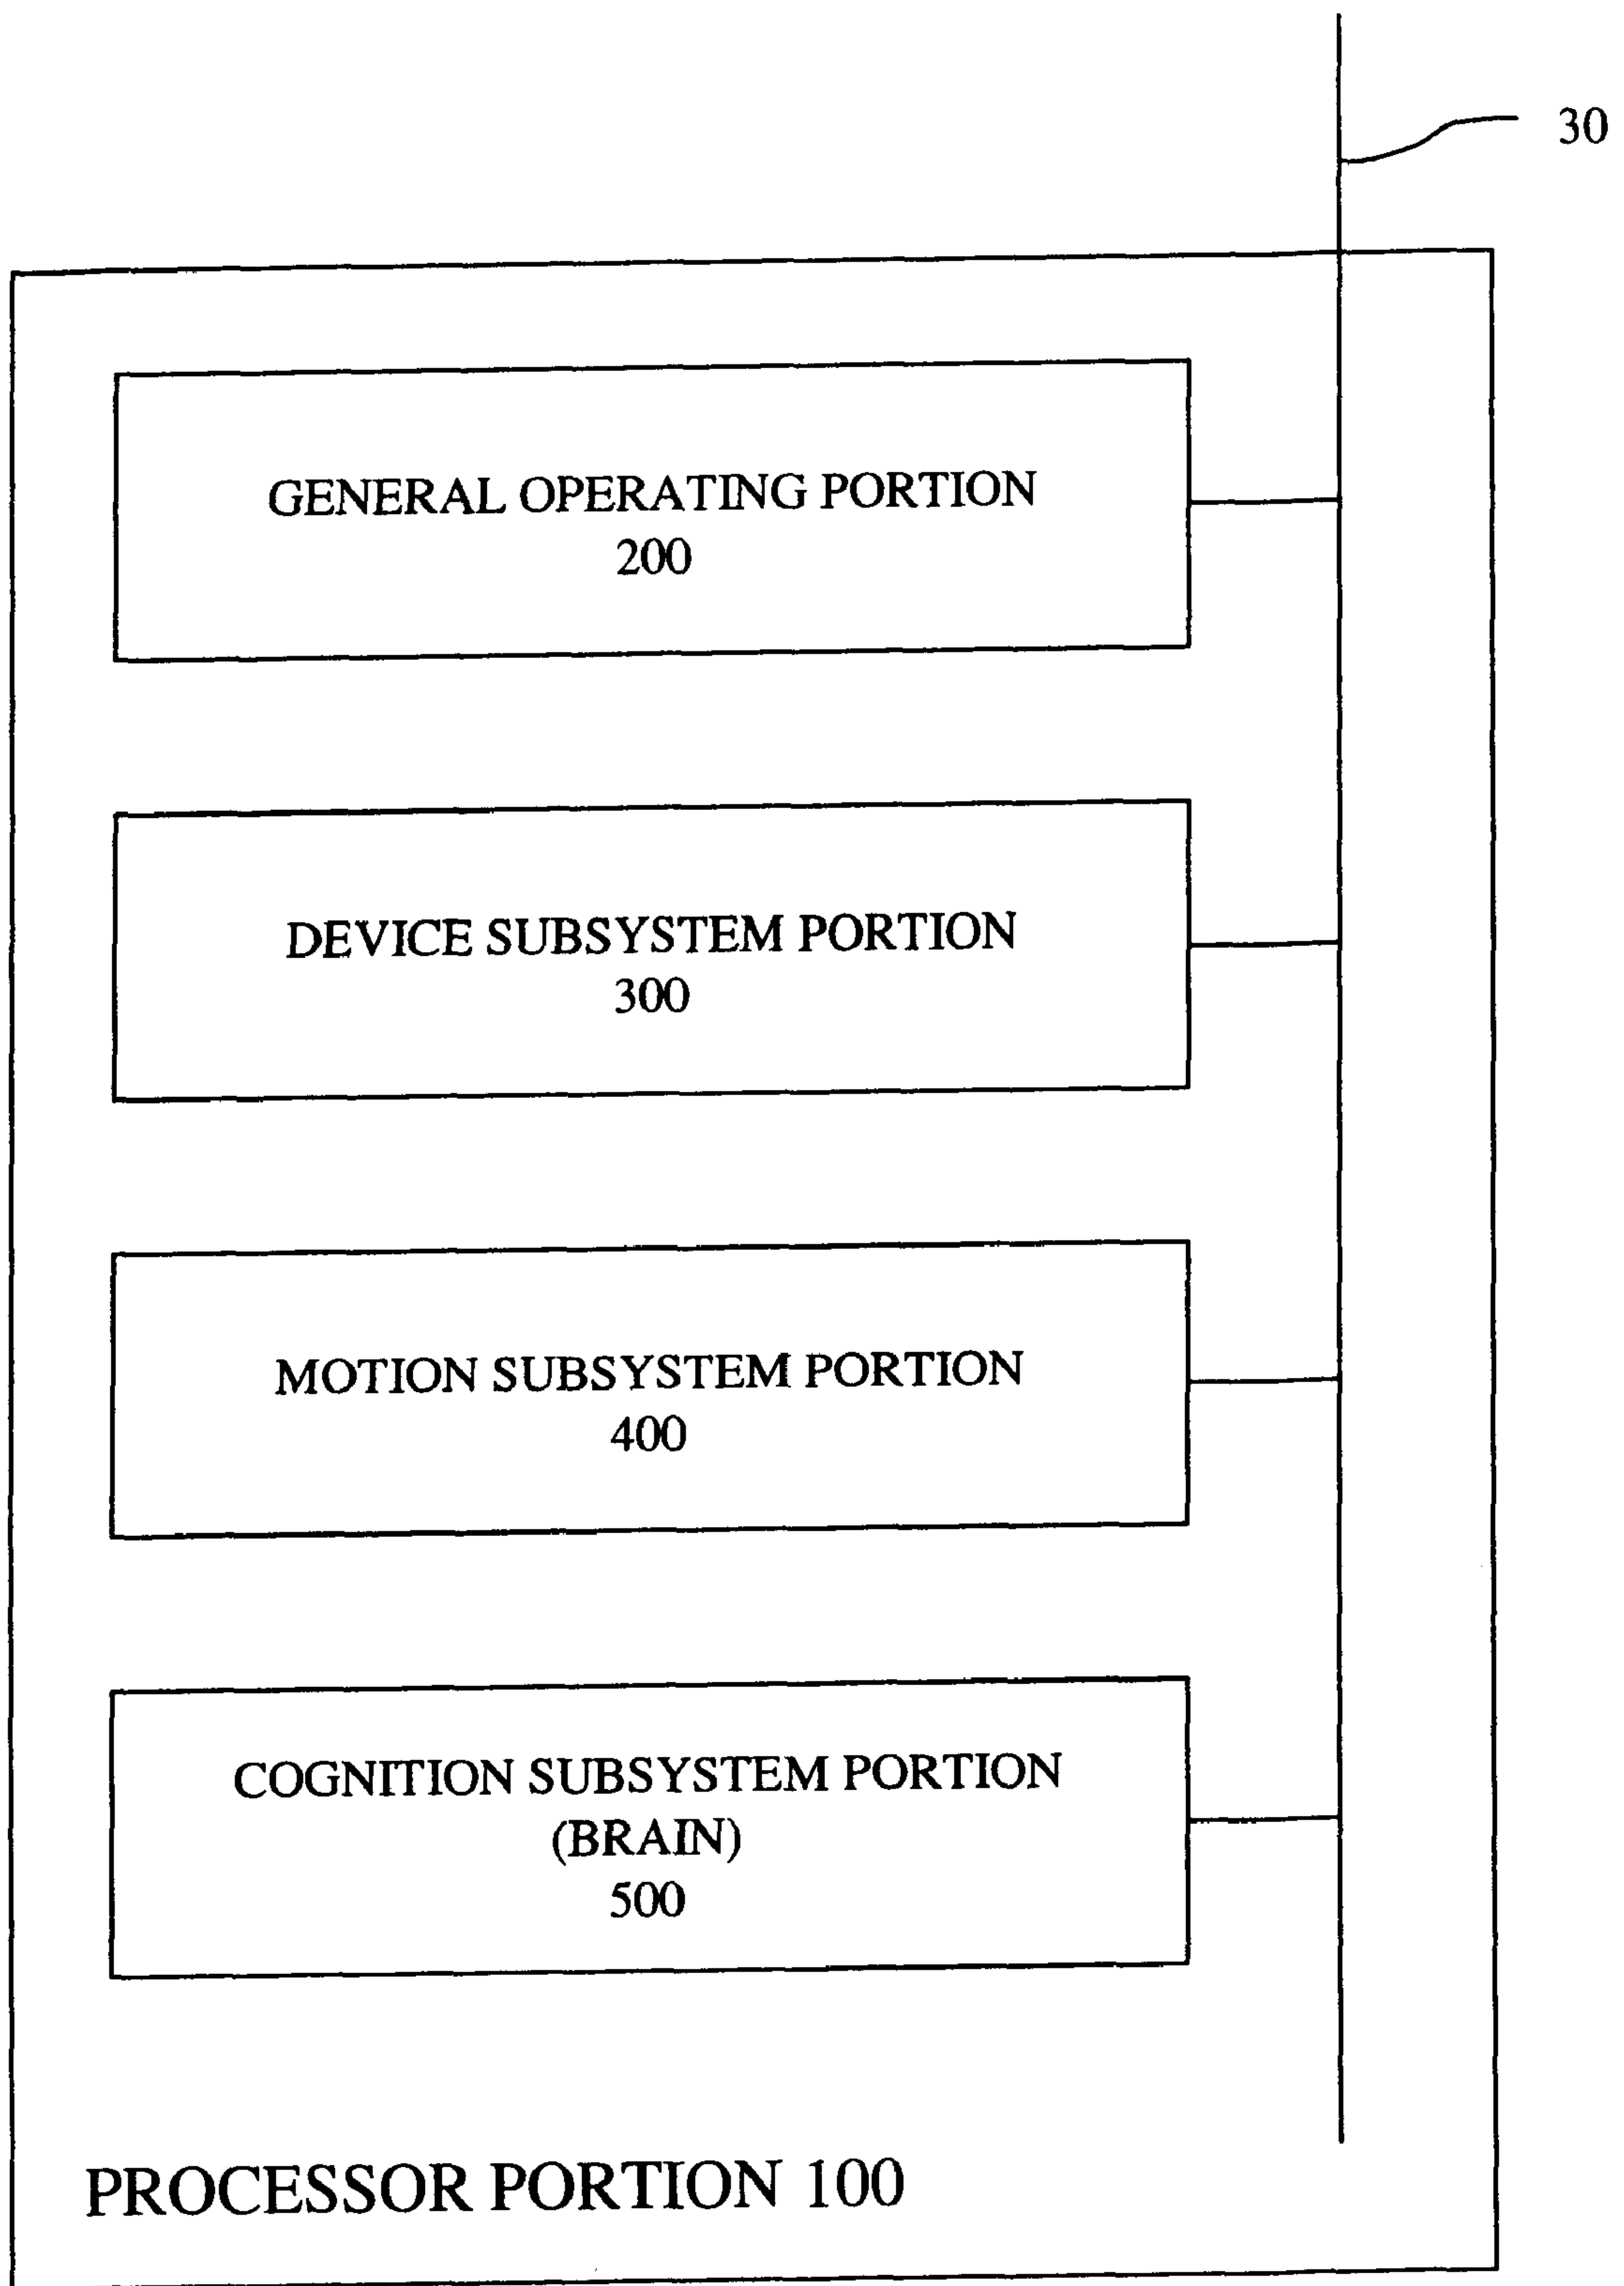 30
GENERAL OPERATING PORTION
200
DEVICE SUBSYSTEM PORTION
300
MOTION SUBSYSTEM PORTION
400
COGNITION SUBSYSTEM PORTION
(BRAIN)
500
PROCESSOR PORTION 100